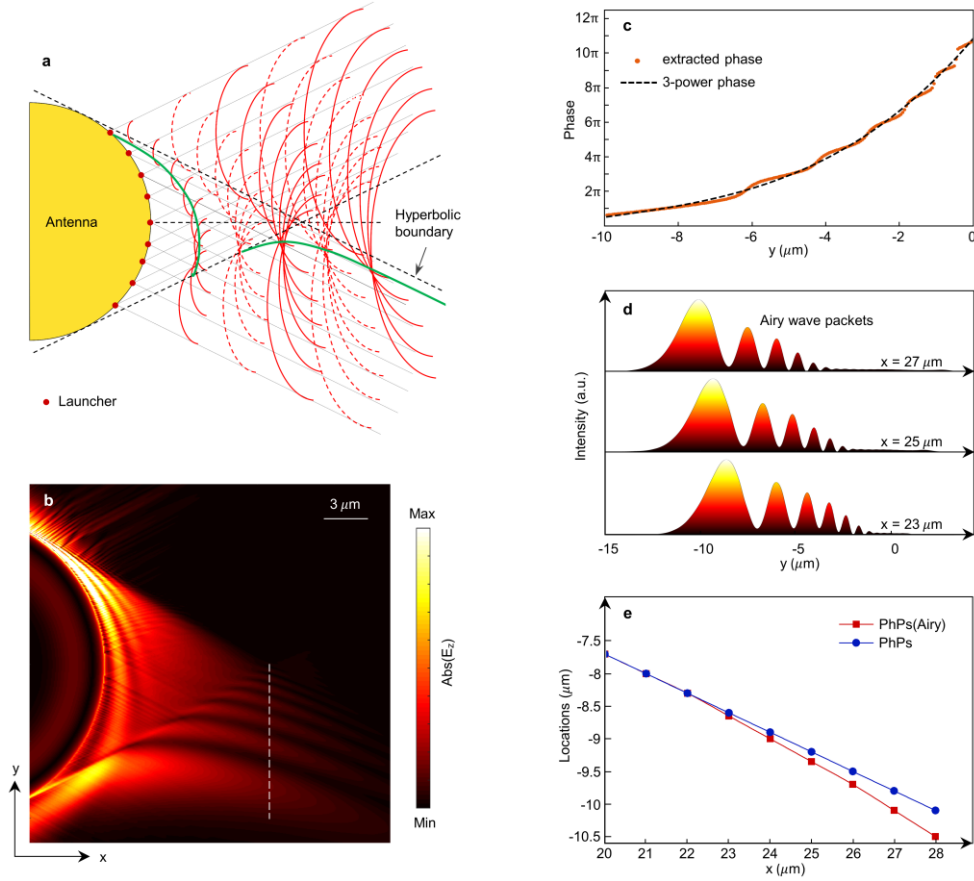 a
Antenna
Hyperbolic
boundary
Launcher
b
3 μm
Max
Abs(E_z)
Min
y
x
c
extracted phase
3-power phase
Phase
12π
10π
8π
6π
4π
2π
-10
-8
-6
-4
-2
0
y (μm)
d
Airy wave packets
x = 27 μm
x = 25 μm
x = 23 μm
Intensity (a.u.)
-15
-10
-5
0
y (μm)
e
PhPs(Airy)
PhPs
Locations (μm)
-7.5
-8
-8.5
-9
-9.5
-10
-10.5
20
21
22
23
24
25
26
27
28
x (μm)